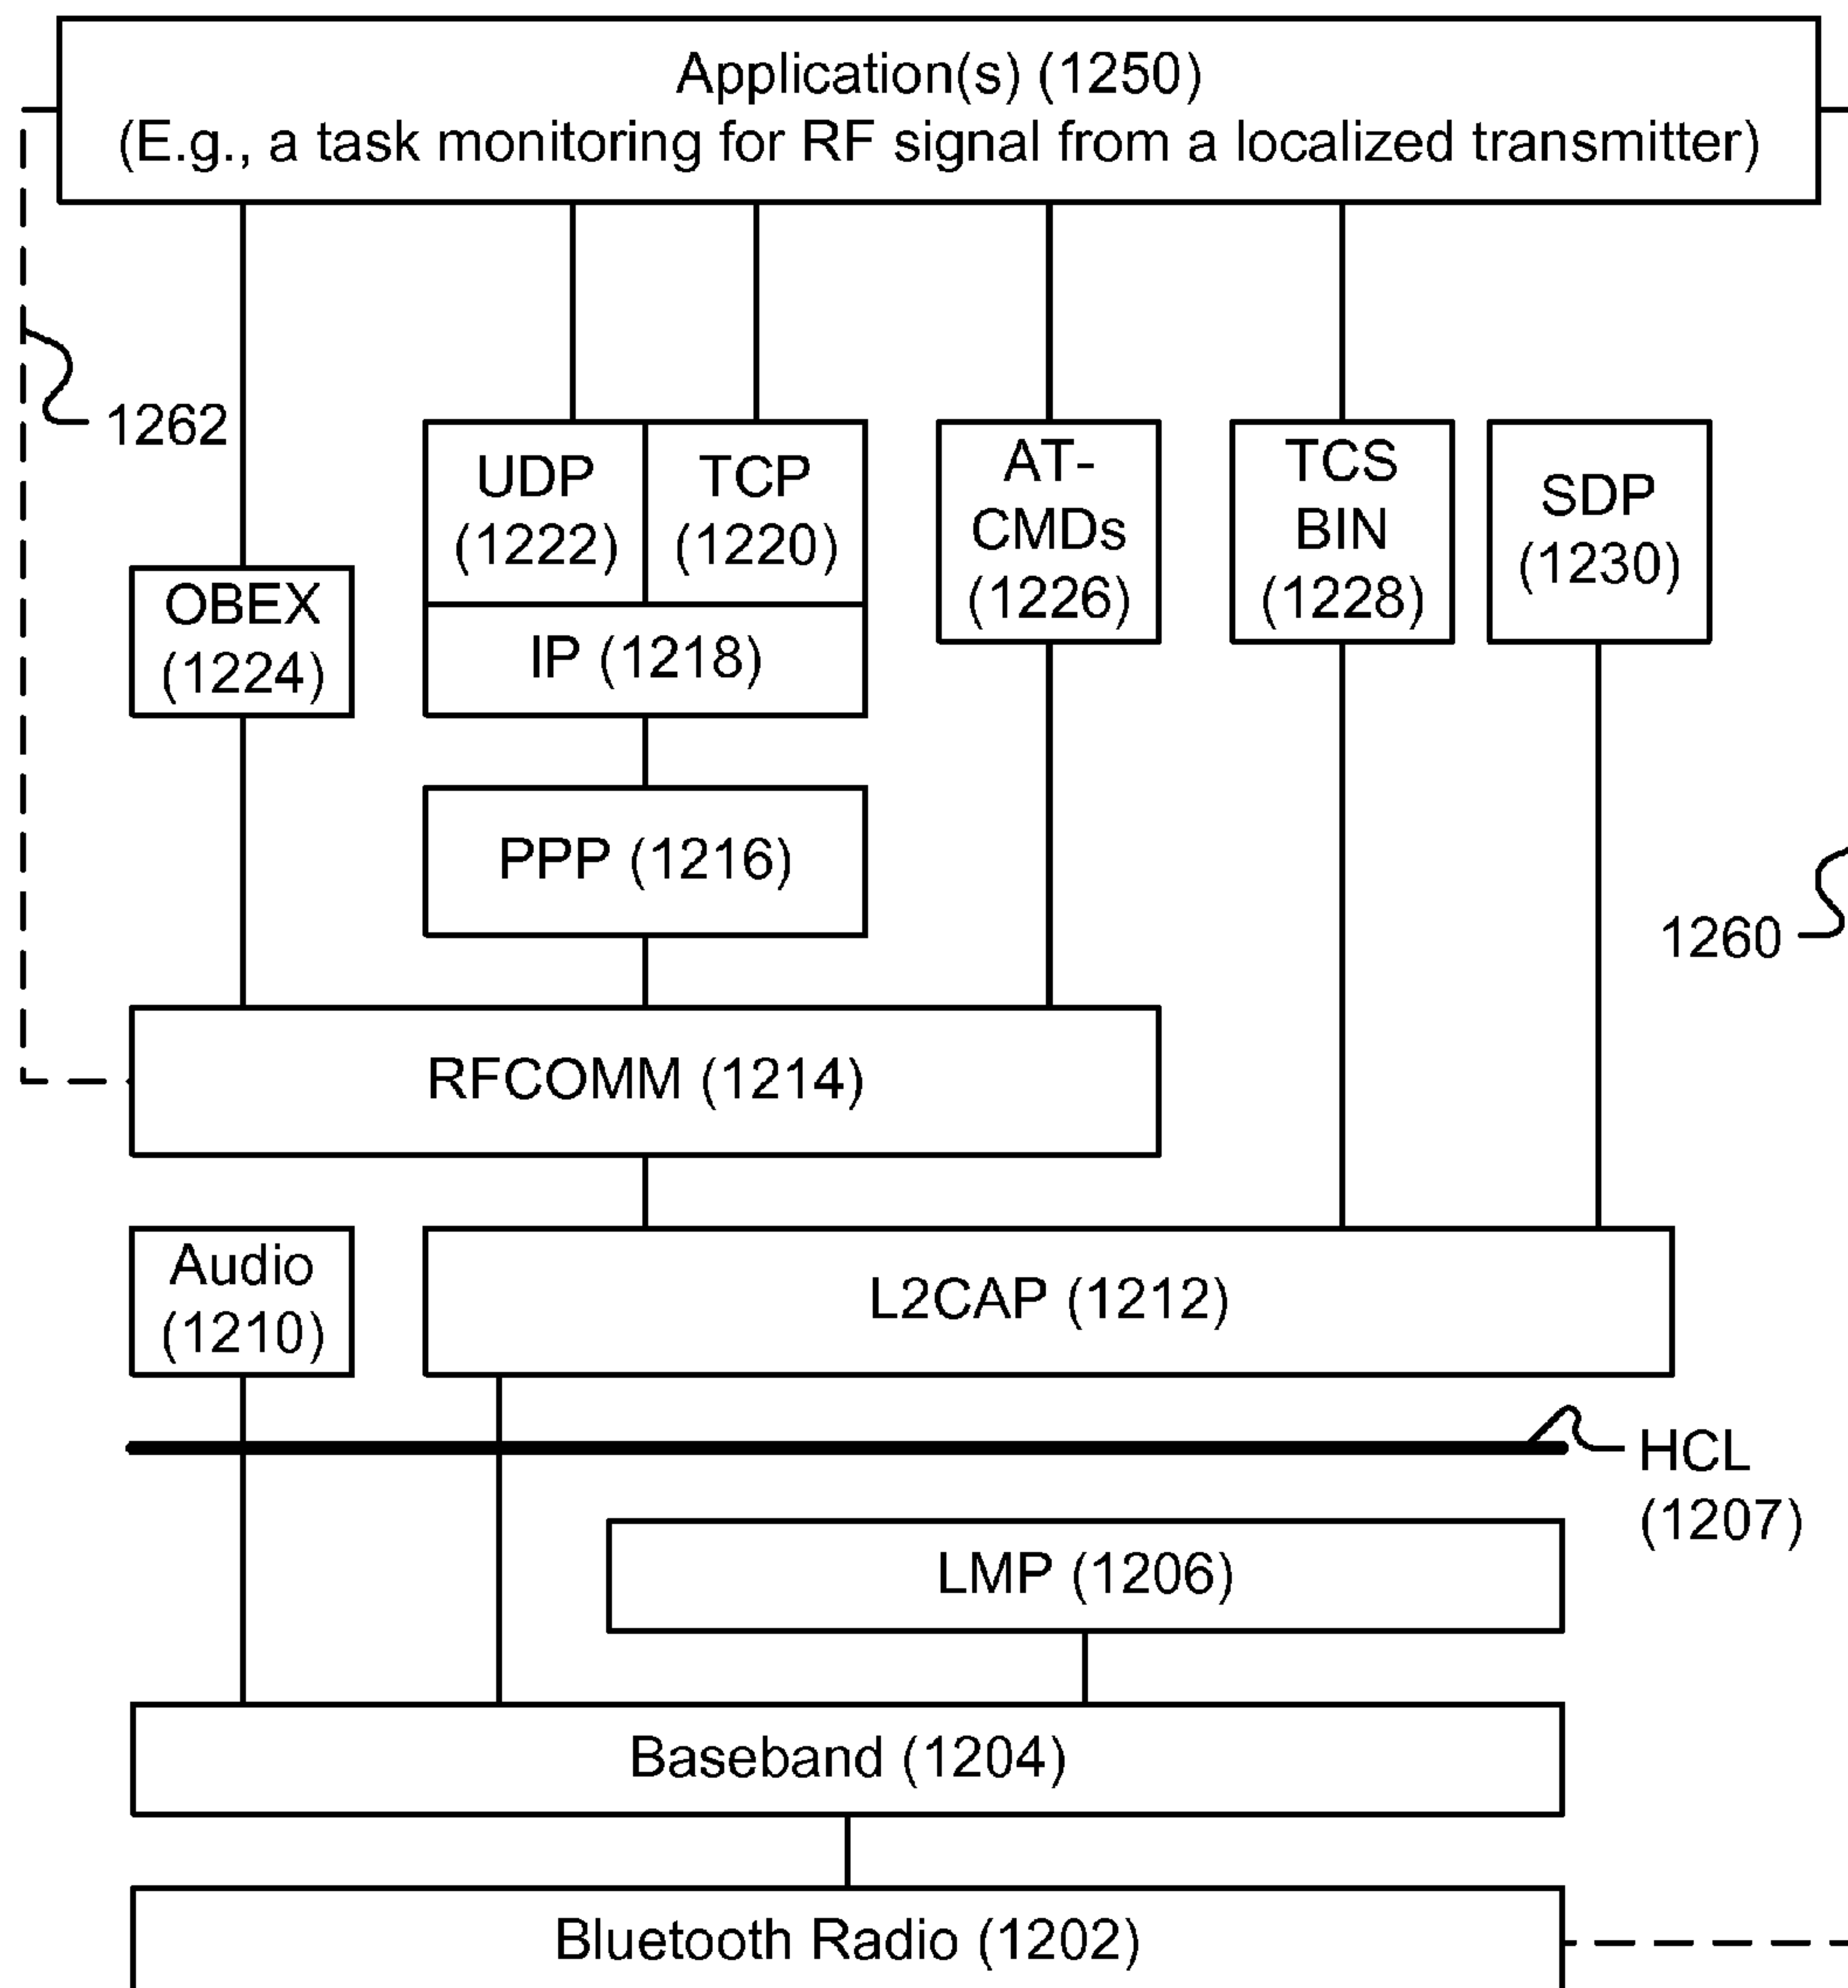 Application(s) (1250)
(E.g., a task monitoring for RF signal from a localized transmitter)
1262
UDP
(1222)
TCP
(1220)
AT-
CMDs
(1226)
TCS
BIN
(1228)
SDP
(1230)
OBEX
(1224)
IP (1218)
PPP (1216)
1260
RFCOMM (1214)
Audio
(1210)
L2CAP (1212)
HCL
(1207)
LMP (1206)
Baseband (1204)
Bluetooth Radio (1202)